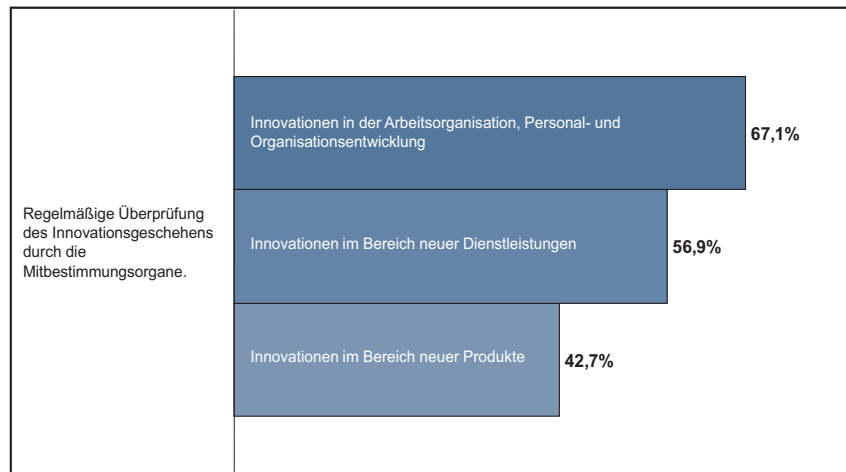 Innovationen in der Arbeitsorganisation, Personal- und
Organisationsentwicklung
67,1%
Regelmäßige Überprüfung
des Innovationsgeschehens
durch die
Mitbestimmungsorgane.
Innovationen im Bereich neuer Dienstleistungen
56,9%
Innovationen im Bereich neuer Produkte
42,7%